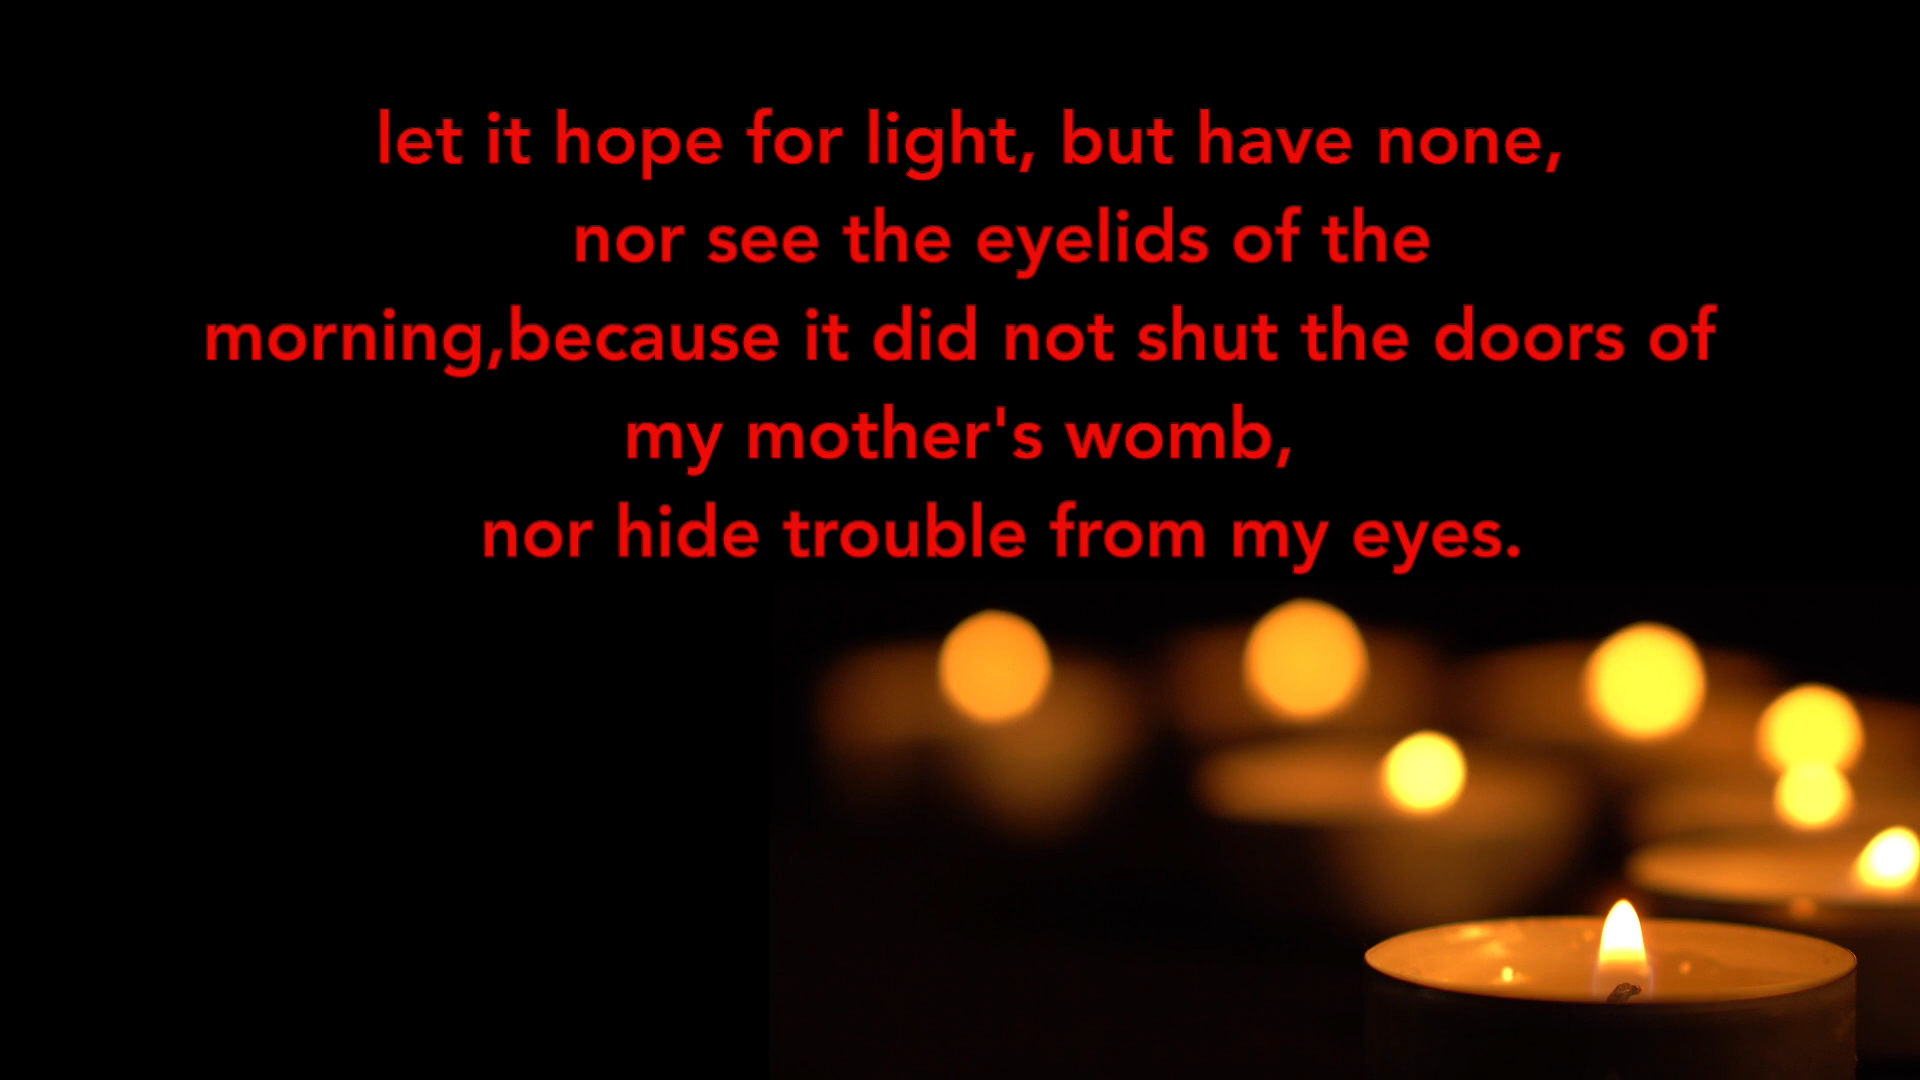 let it hope for light, but have none,
nor see the eyelids of the
morning,because it did not shut the doors of
my mother's womb,
nor hide trouble from my eyes.